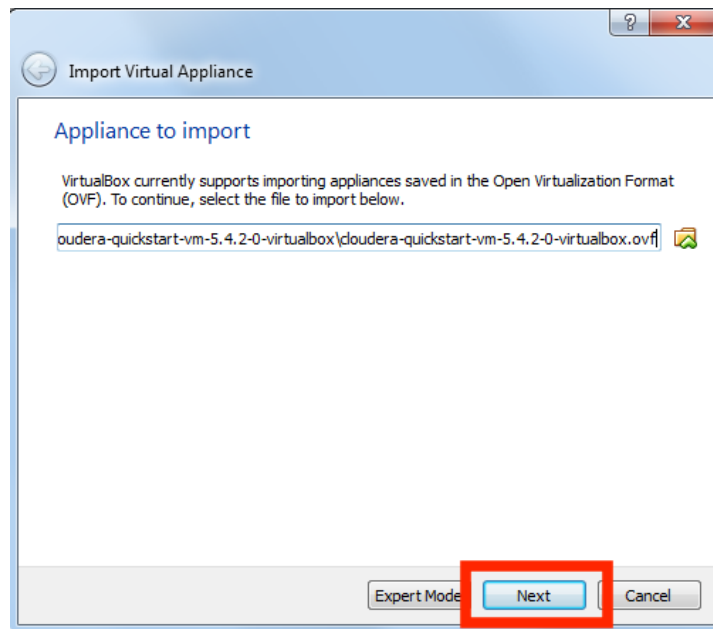 ?
Import Virtual Appliance
Appliance to import
VirtualBox currently supports importing appliances saved in the Open Virtualization Format
(OVF). To continue, select the file to import below.
oudera-quickstart-vm-5.4.2-0-virtualbox\cloudera-quickstart-vm-5.4.2-0-virtualbox.ovf
Expert Mode Next Cancel